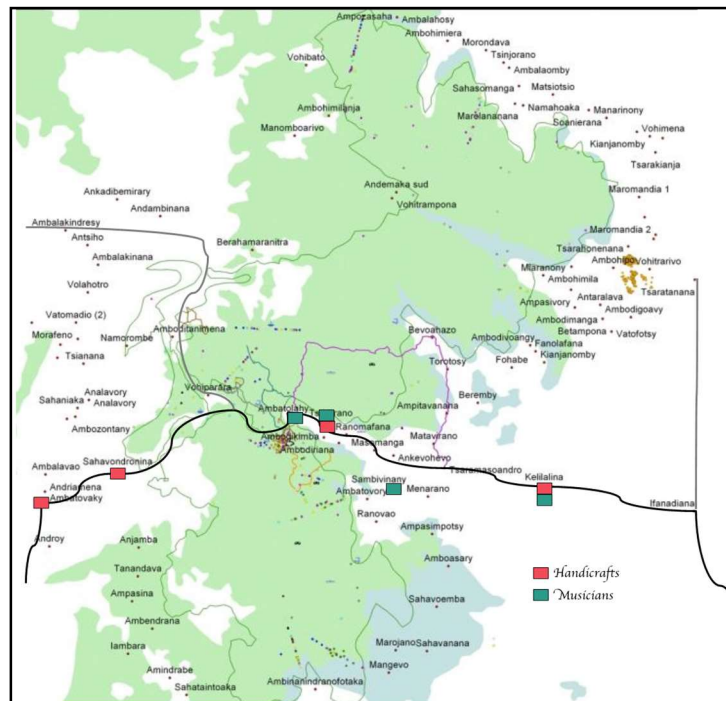 Ampozasaha
Ambalahosy
Ambohimiera
Morondava
Vohibato
Tsinjorano
Ambalaomby
Sahasomanga
Matsiotsio
Ambohimilanja
Marolananana
Namahoaka
Manarinony
Soanierana
Manomboarivo
Vohimena
Kianjanomby
Tsarakianja
Andemaka sud
Ankadibemirary
Maromandia 1
Vohitrampona
Andambinana
Ambalakindresy
Maromandia 2
Antsiho
Berahamaranitra
Tsarahonenana
Ambalakinana
Ambohipo
Vohitrarivo
Miaranony
Ambohimila
Volahotro
Tsaratanana
Antaralava
Ampasivory
Ambodigoavy
Vatomadio (2)
Ambodimanga
Morafeno
Namorombe
Amboditanimena
Bevoahazo
Ambodivoangy
Betampona
Vatofotsy
Fanolafana
Tsianana
Torotosy
Fohabe
Kianjanomby
Vohiparara
Analavory
Beremby
Sahaniaka
Analavory
Ampitavanana
Ambatolahy
Ambozontany
Ranomafana
Matavirano
Ambodiriana
Masomanga
Ankevohevo
Sahavondronina
Ambalavao
Tsaramasoandro
Sambivinany
Kelilalina
Andriamena
Ambatovaky
Ambatovory
Menarano
Ifanadiana
Ranovao
Androy
Anjamba
Ampasimpotsy
Tanandava
Amboasary
Handicrafts
Ampasina
Musicians
Sahavoemba
Ambendrana
Iambara
Marojano
Sahavanana
Amindrabe
Mangevo
Sahataintoaka
Ambinanindranofotaka